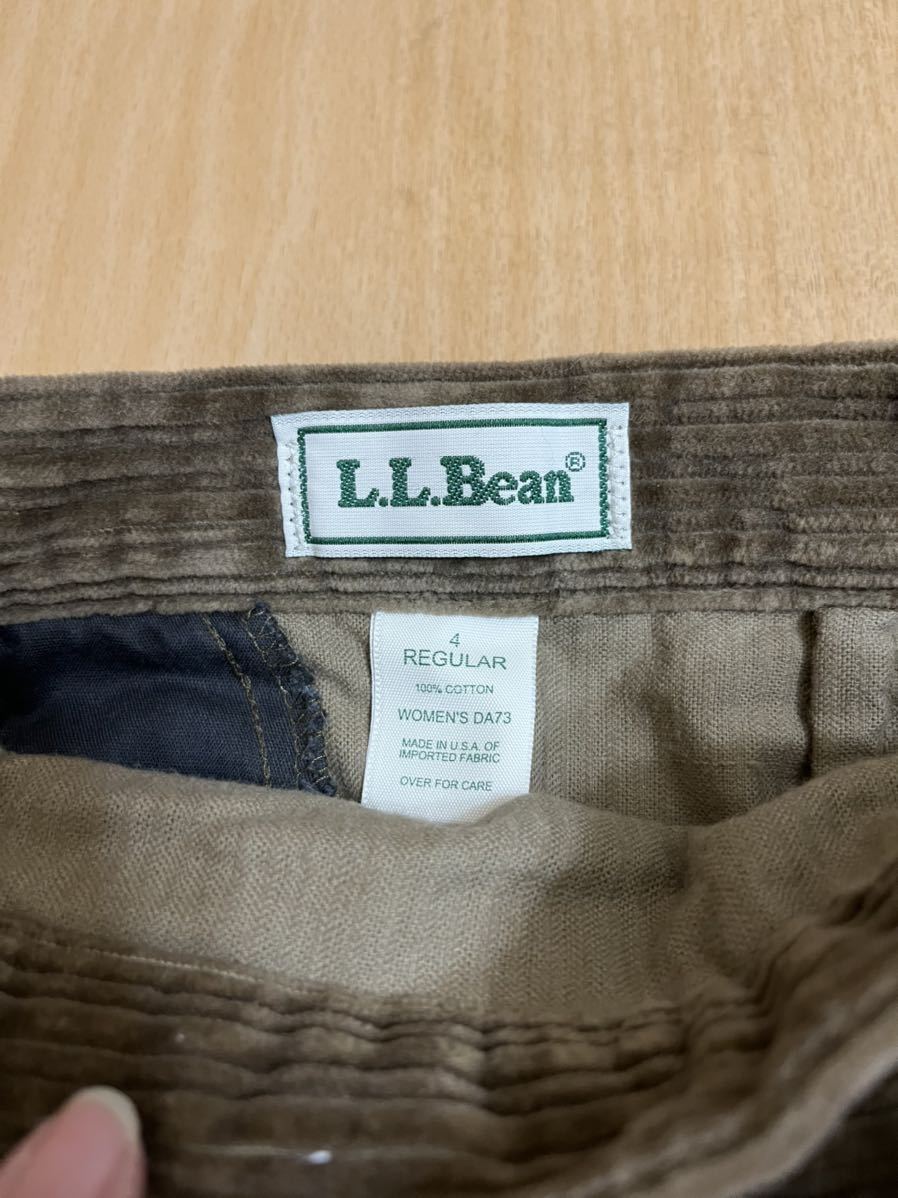 L.L.Bean®
4
REGULAR
100% COTTON
WOMEN'S DA73
MADE IN U.S.A. OF
IMPORTED FABRIC
OVER FOR CARE